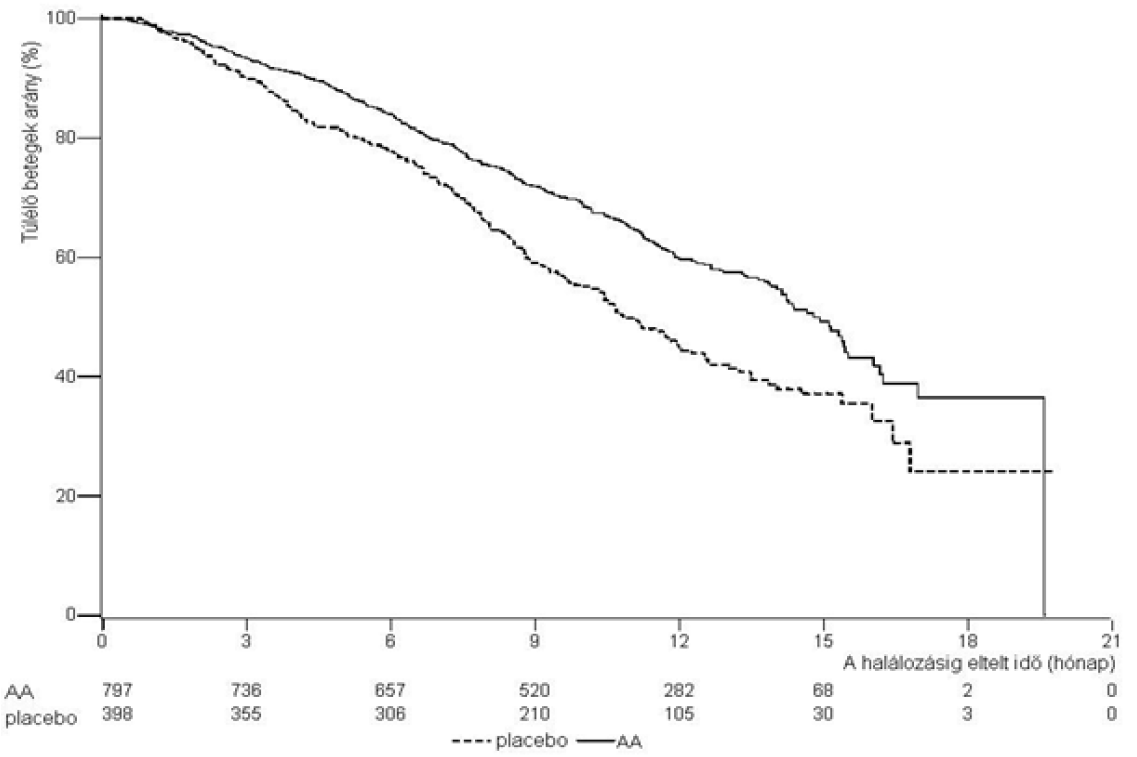 Túlélő betegek arány (%)
100
80
60
40
20
0
0 3 6 9 12 15 18 21
A halálozásig eltelt idő (hónap)
AA 797 736 657 520 282 68 2 0
placebo 398 355 306 210 105 30 3 0
placebo AA